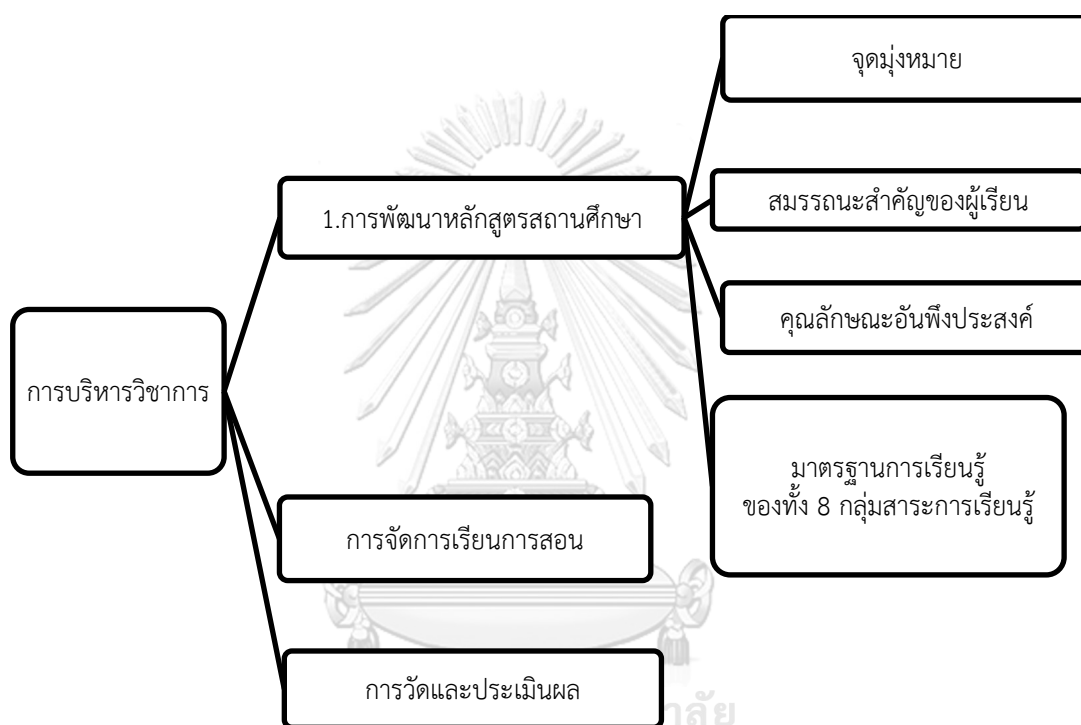 จุดมุ่งหมาย
สมรรถนะสำคัญของผู้เรียน
1.การพัฒนาหลักสูตรสถานศึกษา
คุณลักษณะอันพึงประสงค์
การบริหารวิชาการ
มาตรฐานการเรียนรู้
ของทั้ง 8 กลุ่มสาระการเรียนรู้
การจัดการเรียนการสอน
การวัดและประเมินผล